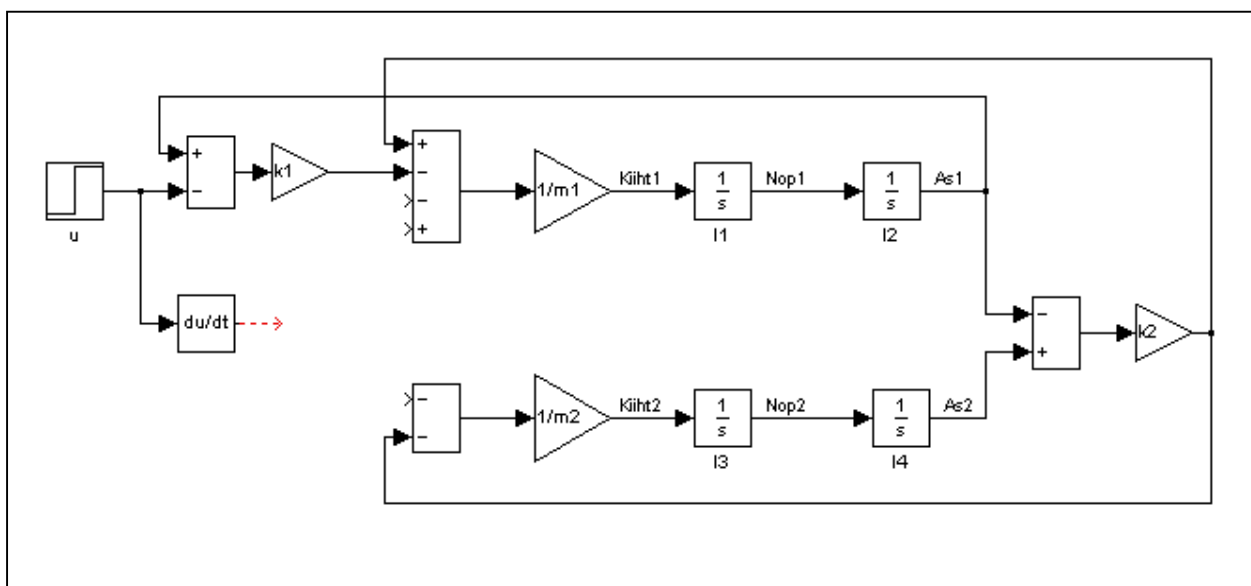 +
−
k1
+
−
−
+
1/m1
Kiiht1
1
s
I1
Nop1
1
s
I2
As1
u
du/dt
−
+
k2
−
−
1/m2
Kiiht2
1
s
I3
Nop2
1
s
I4
As2